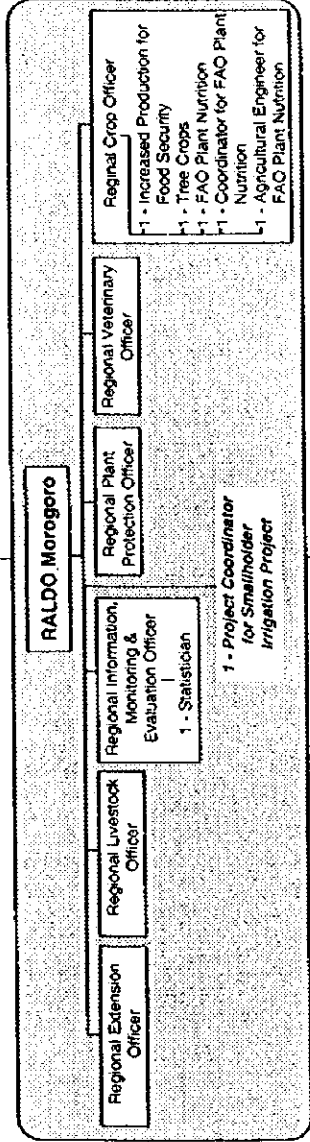 RALDO Morogoro
Regional Extension
Officer
Regional Livestock
Officer
Regional Information,
Monitoring &
Evaluation Officer
1 - Statistician
Regional Plant
Protection Officer
Regional Veterinary
Officer
Reginal Crop Officer
1 - Increased Production for
Food Security
1 - Tree Crops
1 - FAO Plant Nutrition
1 - Coordinator for FAO Plant
Nutrition
1 - Agricultural Engineer for
FAO Plant Nutrition
1 - Project Coordinator
for Smallholder
Irrigation Project